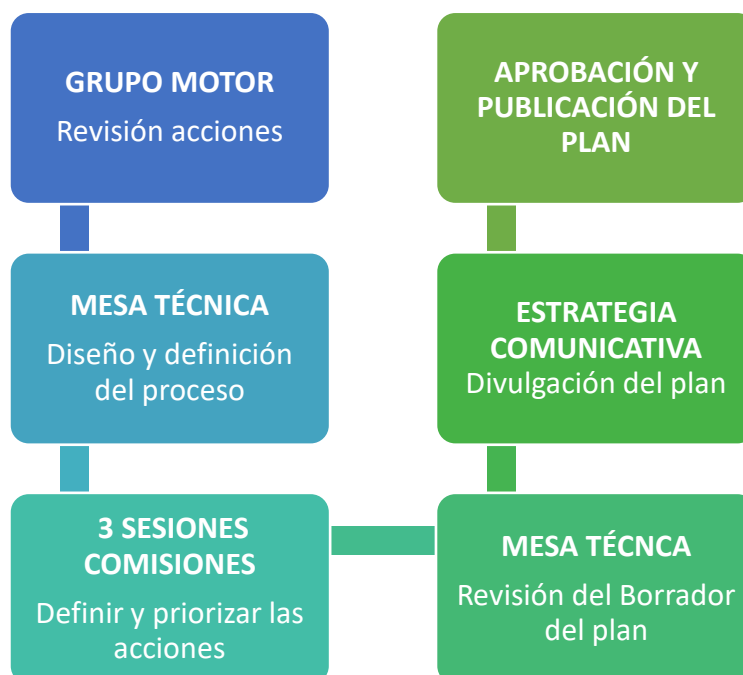 GRUPO MOTOR
Revisión acciones
MESA TÉCNICA
Diseño y definición
del proceso
3 SESIONES
COMISIONES
Definir y priorizar las
acciones
MESA TÉCNCA
Revisión del Borrador
del plan
ESTRATEGIA
COMUNICATIVA
Divulgación del plan
APROBACIÓN Y
PUBLICACIÓN DEL
PLAN